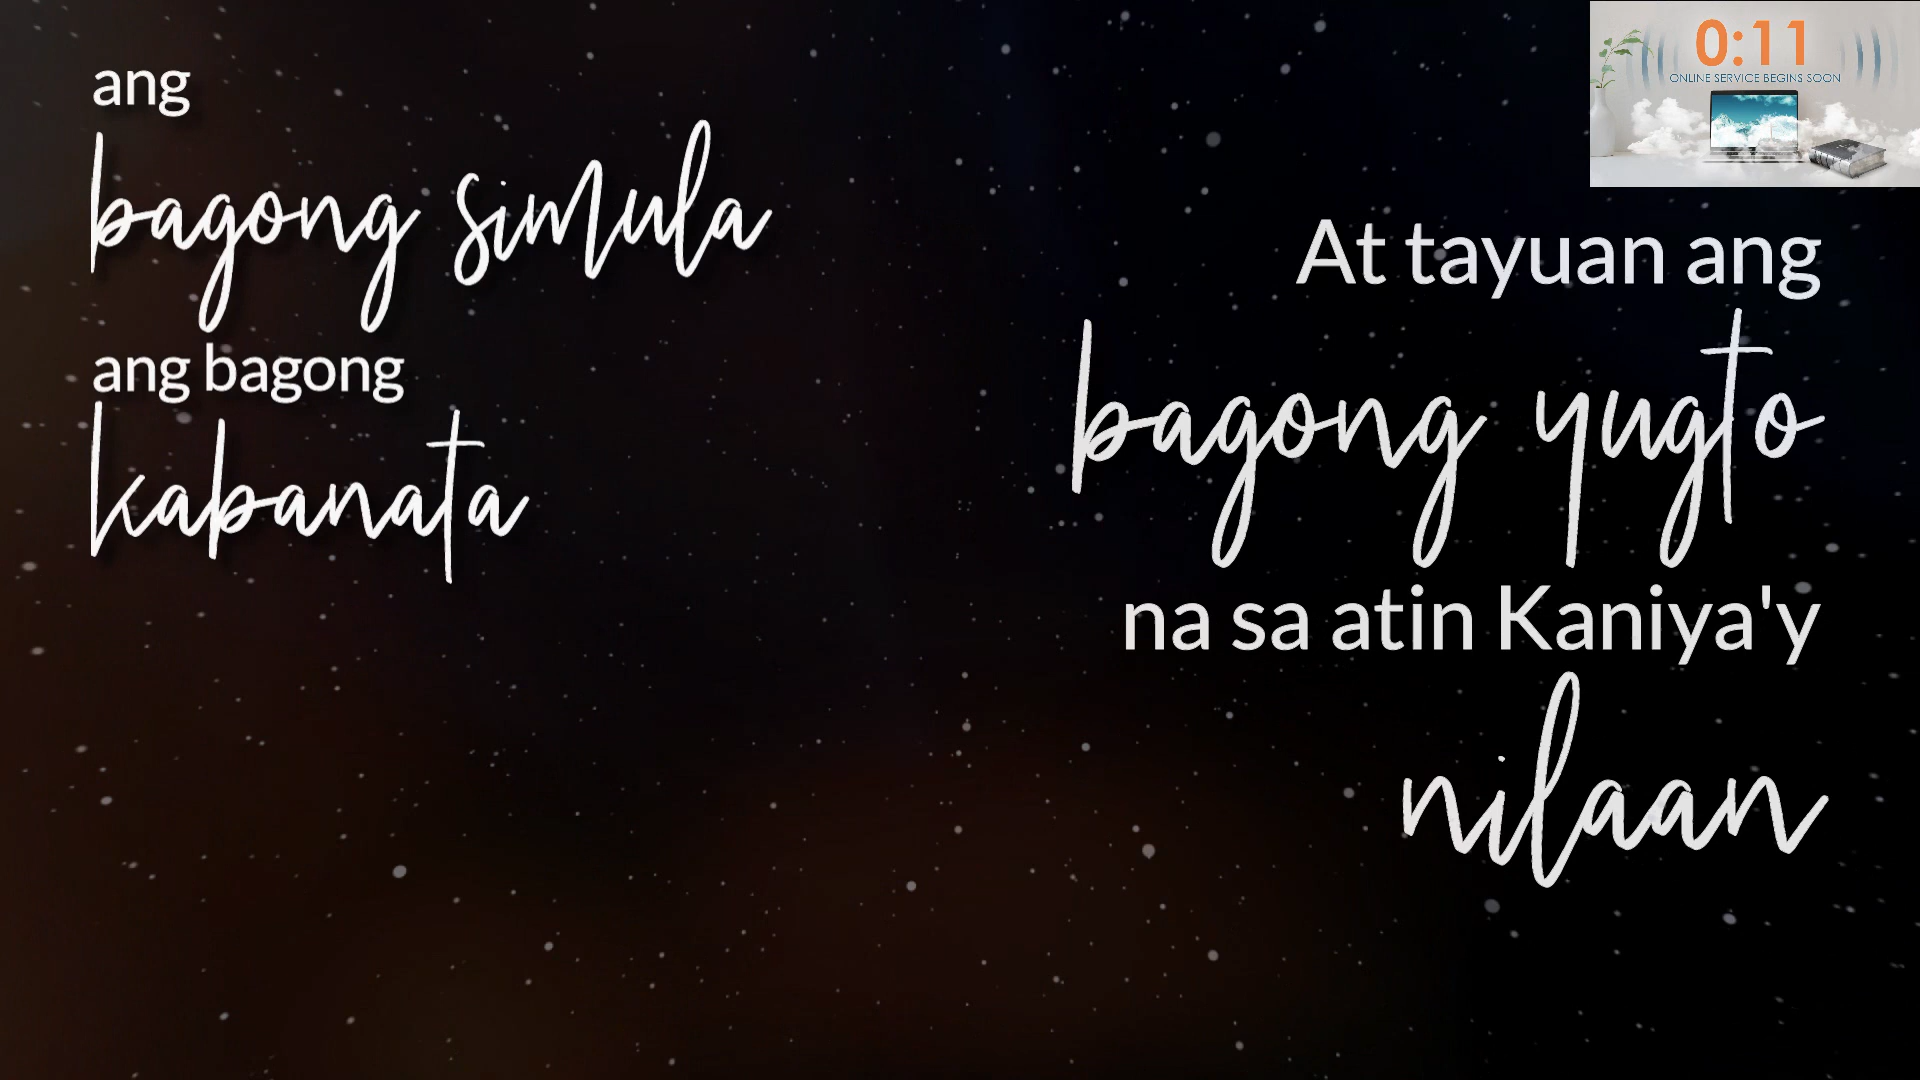 ang
bagong simula
ang bagong
kabanata
0:11
ONLINE SERVICE BEGINS SOON
At tayuan ang
bagong yugto
na sa atin Kaniya'y
nilaan